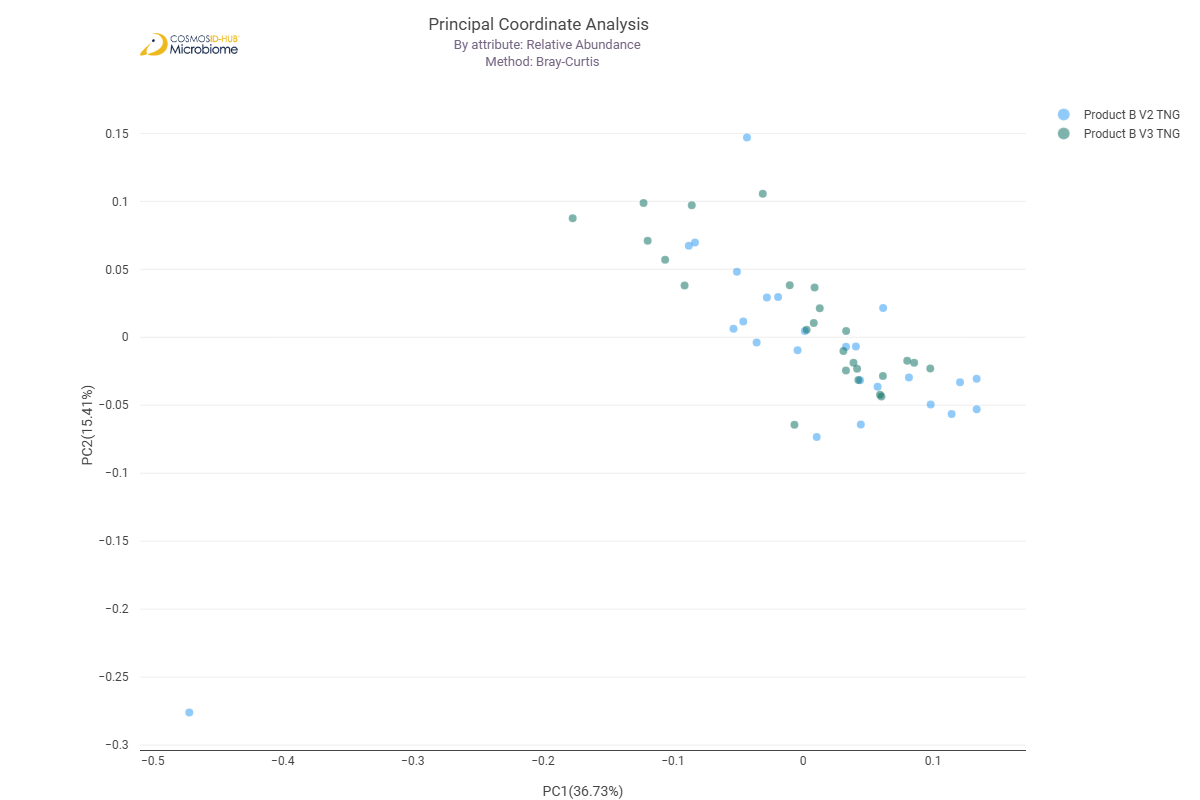 Principal Coordinate Analysis
By attribute: Relative Abundance
Method: Bray-Curtis
COSMOSID-HUB
Microbiome
Product B V2 TNG
Product B V3 TNG
0.15
0.1
0.05
0
−0.05
−0.1
−0.15
−0.2
−0.25
−0.3
PC2(15.41%)
−0.5
−0.4
−0.3
−0.2
−0.1
0
0.1
PC1(36.73%)